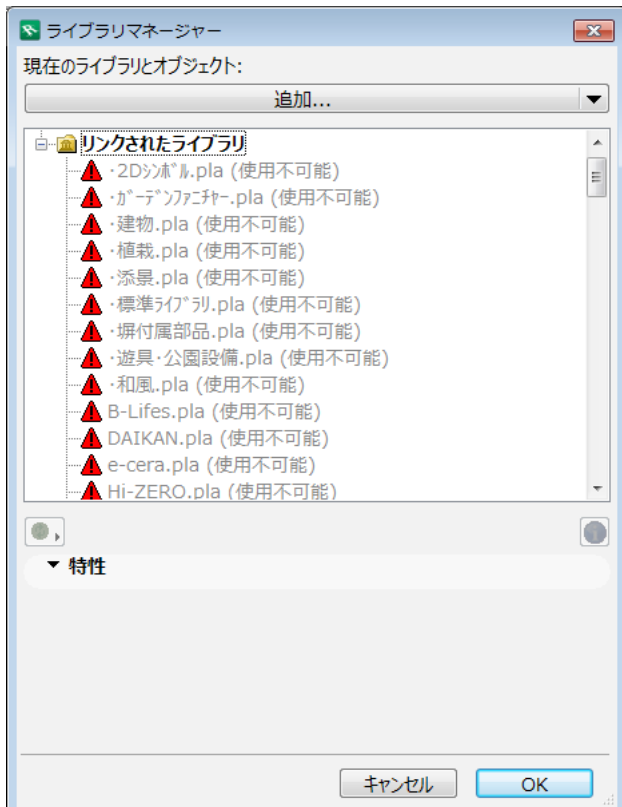 ライブラリマネージャー
現在のライブラリとオブジェクト:
追加...
リンクされたライブラリ
・2Dｼﾝﾎﾞﾙ.pla (使用不可能)
・ｶﾞｰﾃﾞﾝﾌｧﾆﾁｬｰ.pla (使用不可能)
・建物.pla (使用不可能)
・植栽.pla (使用不可能)
・添景.pla (使用不可能)
・標準ﾗｲﾌﾞﾗﾘ.pla (使用不可能)
・塀付属部品.pla (使用不可能)
・遊具・公園設備.pla (使用不可能)
・和風.pla (使用不可能)
B-Lifes.pla (使用不可能)
DAIKAN.pla (使用不可能)
e-cera.pla (使用不可能)
Hi-ZERO.pla (使用不可能)
特性
キャンセル
OK